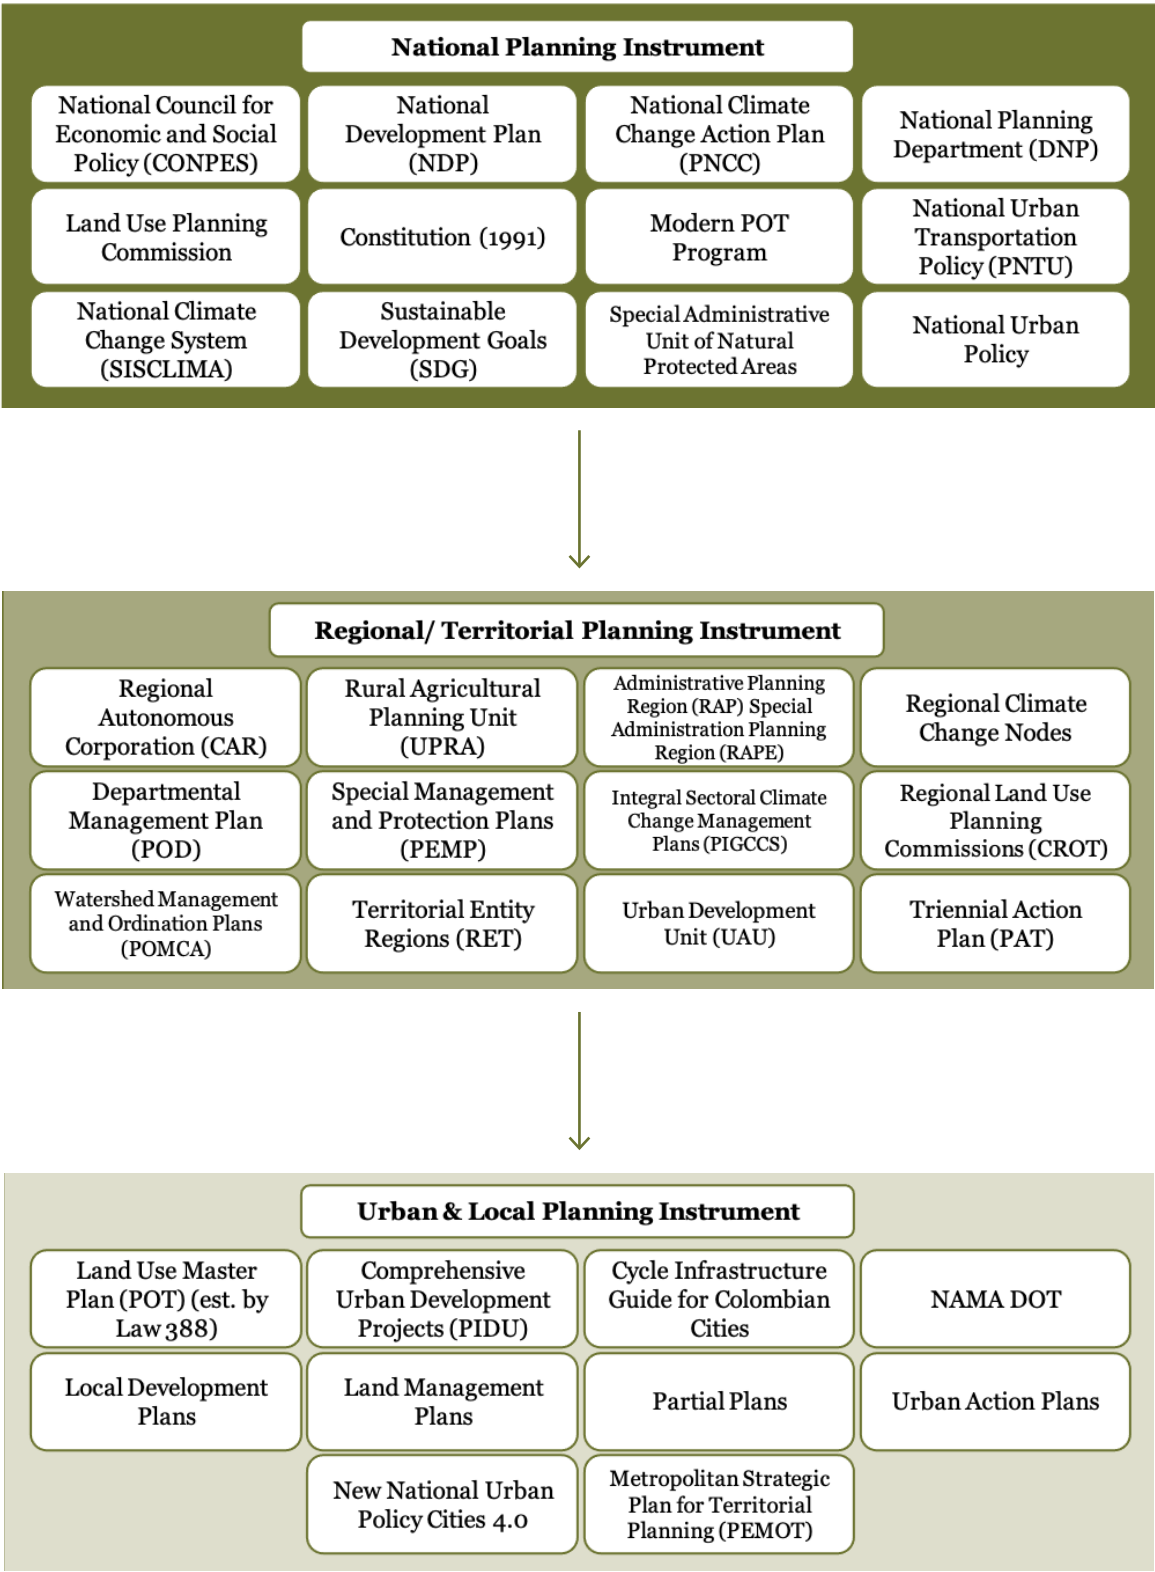 National Planning Instrument
National Council for
Economic and Social
Policy (CONPES)
National
Development Plan
(NDP)
National Climate
Change Action Plan
(PNCC)
National Planning
Department (DNP)
Land Use Planning
Commission
Constitution (1991)
Modern POT
Program
National Urban
Transportation
Policy (PNTU)
National Climate
Change System
(SISCLIMA)
Sustainable
Development Goals
(SDG)
Special Administrative
Unit of Natural
Protected Areas
National Urban
Policy
Regional/ Territorial Planning Instrument
Regional
Autonomous
Corporation (CAR)
Rural Agricultural
Planning Unit
(UPRA)
Administrative Planning
Region (RAP) Special
Administration Planning
Region (RAPE)
Regional Climate
Change Nodes
Departmental
Management Plan
(POD)
Special Management
and Protection Plans
(PEMP)
Integral Sectoral Climate
Change Management
Plans (PIGCCS)
Regional Land Use
Planning
Commissions (CROT)
Watershed Management
and Ordination Plans
(POMCA)
Territorial Entity
Regions (RET)
Urban Development
Unit (UAU)
Triennial Action
Plan (PAT)
Urban & Local Planning Instrument
Land Use Master
Plan (POT) (est. by
Law 388)
Comprehensive
Urban Development
Projects (PIDU)
Cycle Infrastructure
Guide for Colombian
Cities
NAMA DOT
Local Development
Plans
Land Management
Plans
Partial Plans
Urban Action Plans
New National Urban
Policy Cities 4.0
Metropolitan Strategic
Plan for Territorial
Planning (PEMOT)